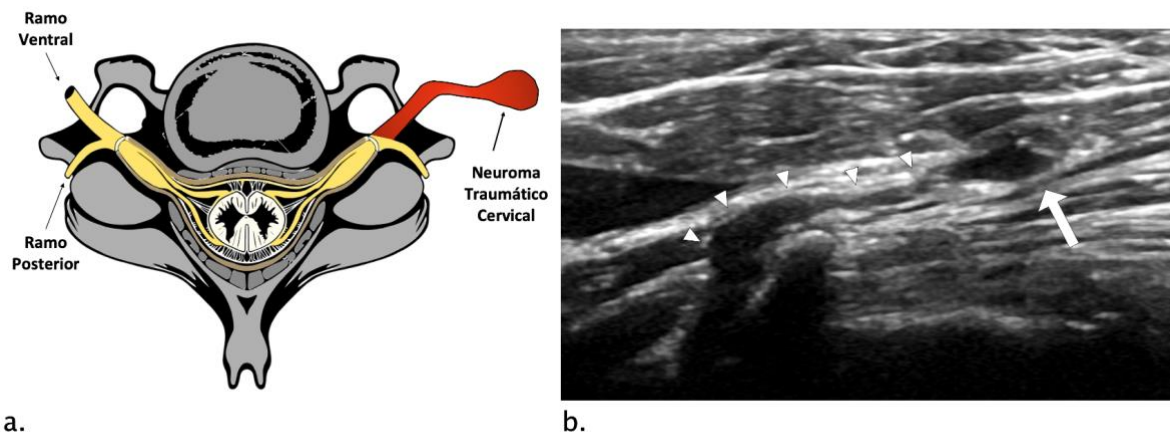 Ramo
Ventral
Ramo
Posterior
Neuroma
Traumático
Cervical
a.
b.